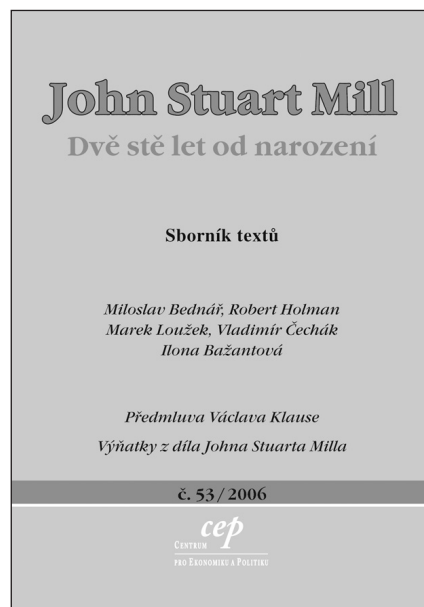 John Stuart Mill
Dvě stě let od narození
Sborník textů
Miloslav Bednář, Robert Holman
Marek Loužek, Vladimír Čechák
Ilona Bažantová
Předmluva Václava Klause
Výňatky z díla Johna Stuarta Milla
č. 53 / 2006
cep
CENTRUM
PRO EKONOMIKU A POLITIKU